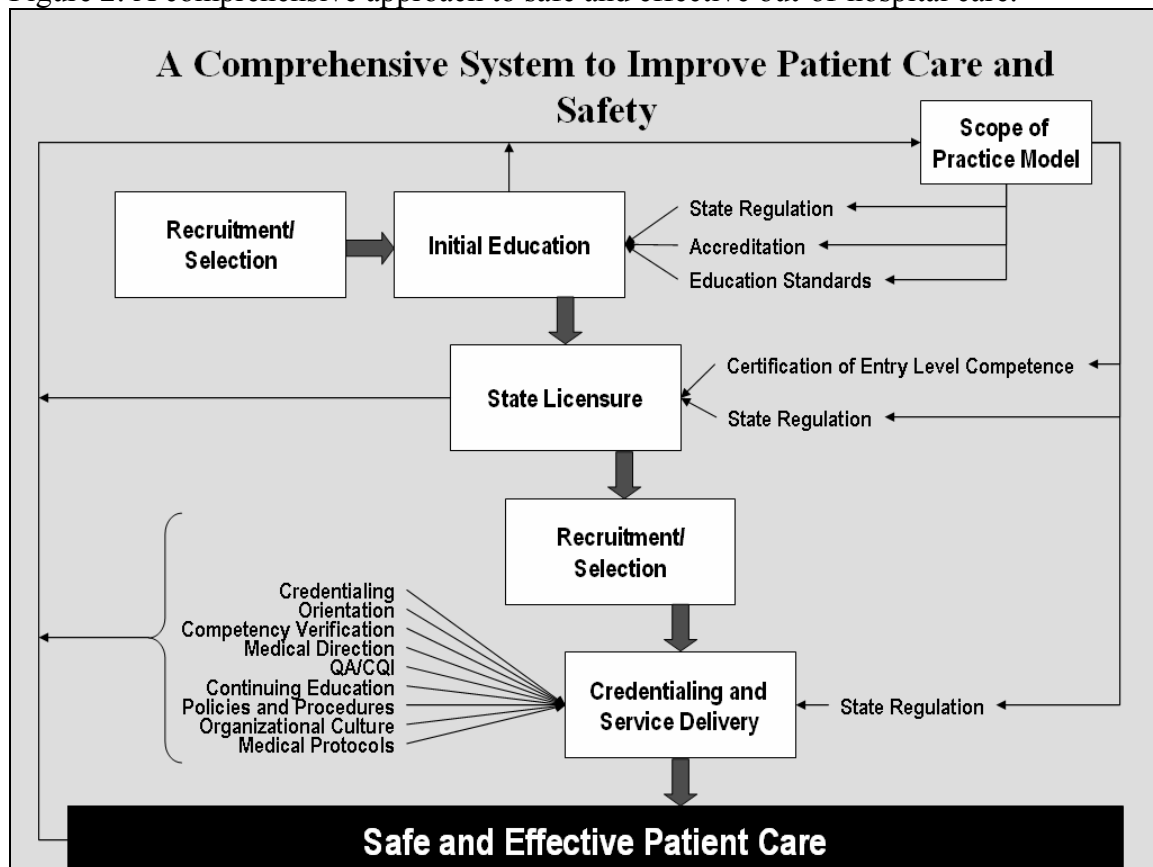 Figure 2. A comprehensive approach to safe and effective out-of-hospital care.
A Comprehensive System to Improve Patient Care and
Safety
Scope of
Practice Model
Recruitment/
Selection
Initial Education
State Regulation
Accreditation
Education Standards
State Licensure
Certification of Entry Level Competence
State Regulation
Recruitment/
Selection
Credentialing
Orientation
Competency Verification
Medical Direction
QA/CQI
Continuing Education
Policies and Procedures
Organizational Culture
Medical Protocols
Credentialing and
Service Delivery
State Regulation
Safe and Effective Patient Care